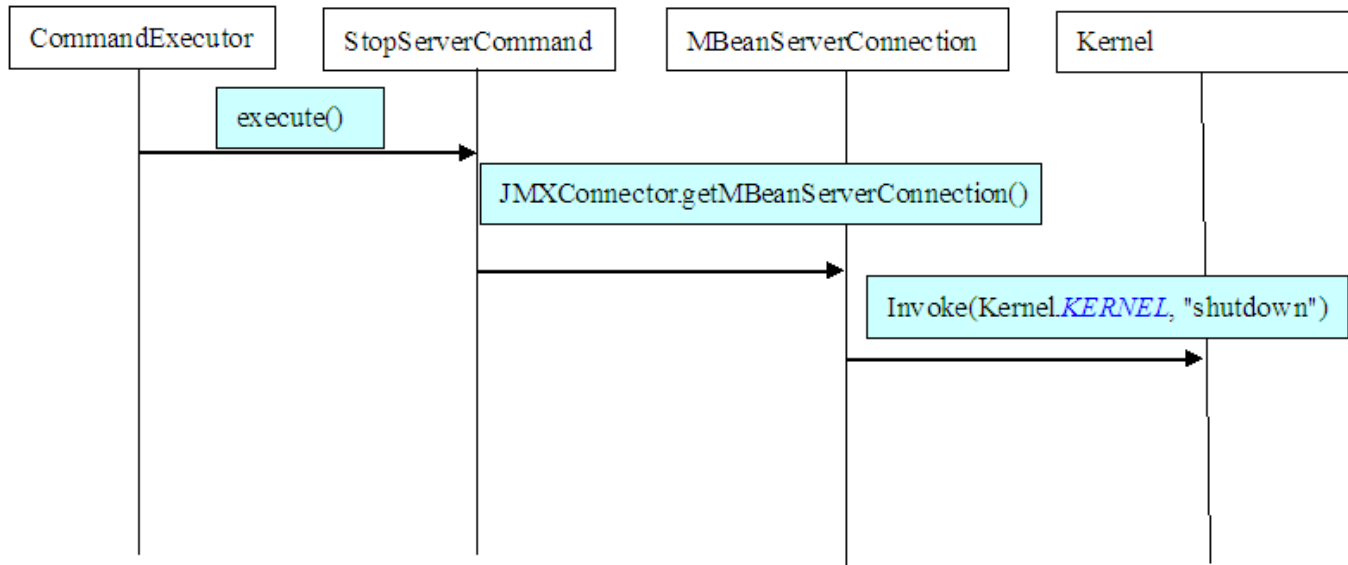 CommandExecutor
StopServerCommand
MBeanServerConnection
Kernel
execute()
JMXConnector.getMBeanServerConnection()
Invoke(Kernel.KERNEL, "shutdown")